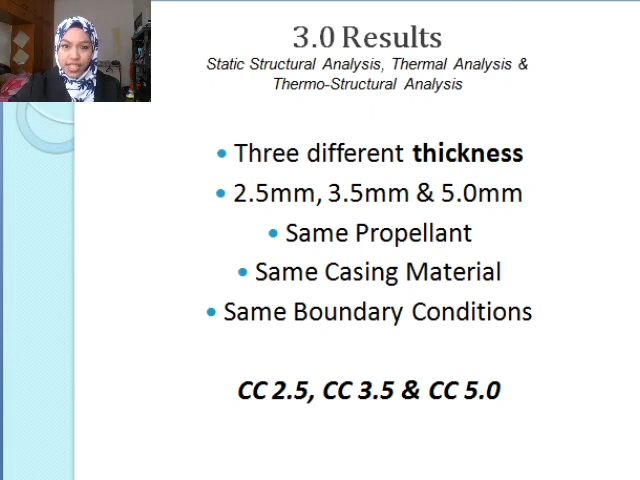 3.0 Results
Static Structural Analysis, Thermal Analysis &
Thermo-Structural Analysis
• Three different thickness
• 2.5mm, 3.5mm & 5.0mm
• Same Propellant
• Same Casing Material
• Same Boundary Conditions
CC 2.5, CC 3.5 & CC 5.0